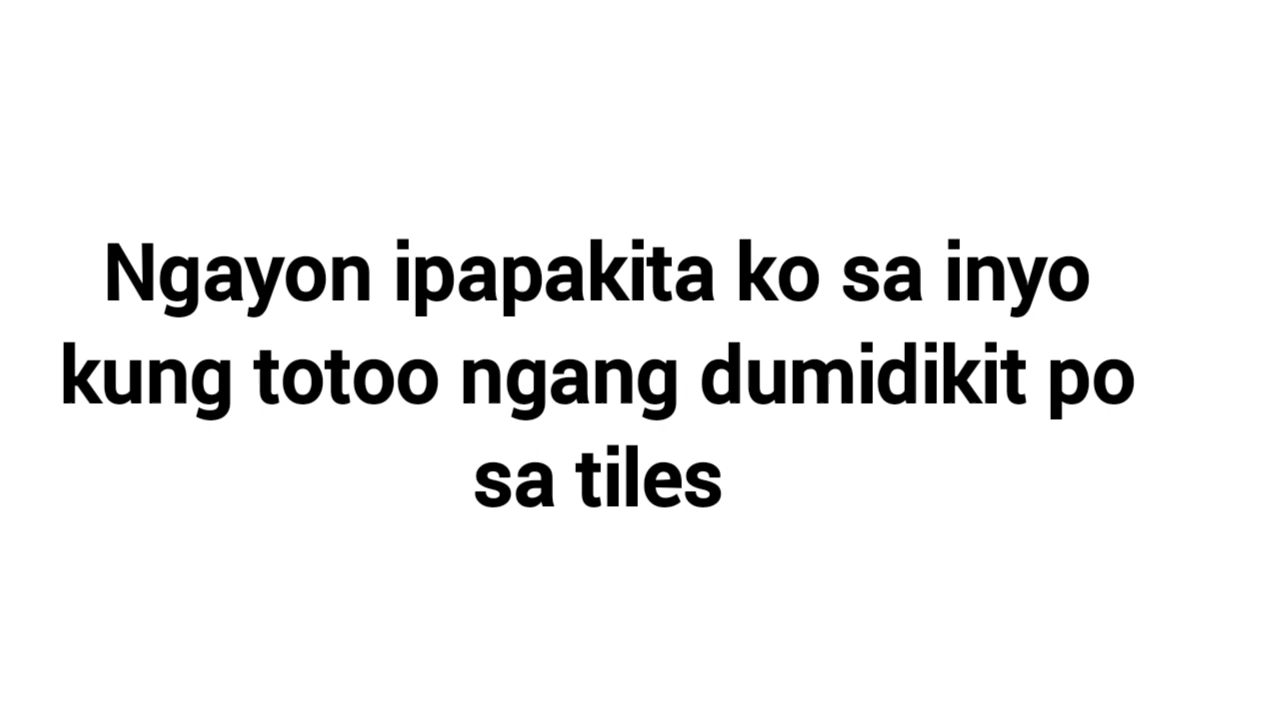 Ngayon ipapakita ko sa inyo
kung totoo ngang dumidikit po
sa tiles